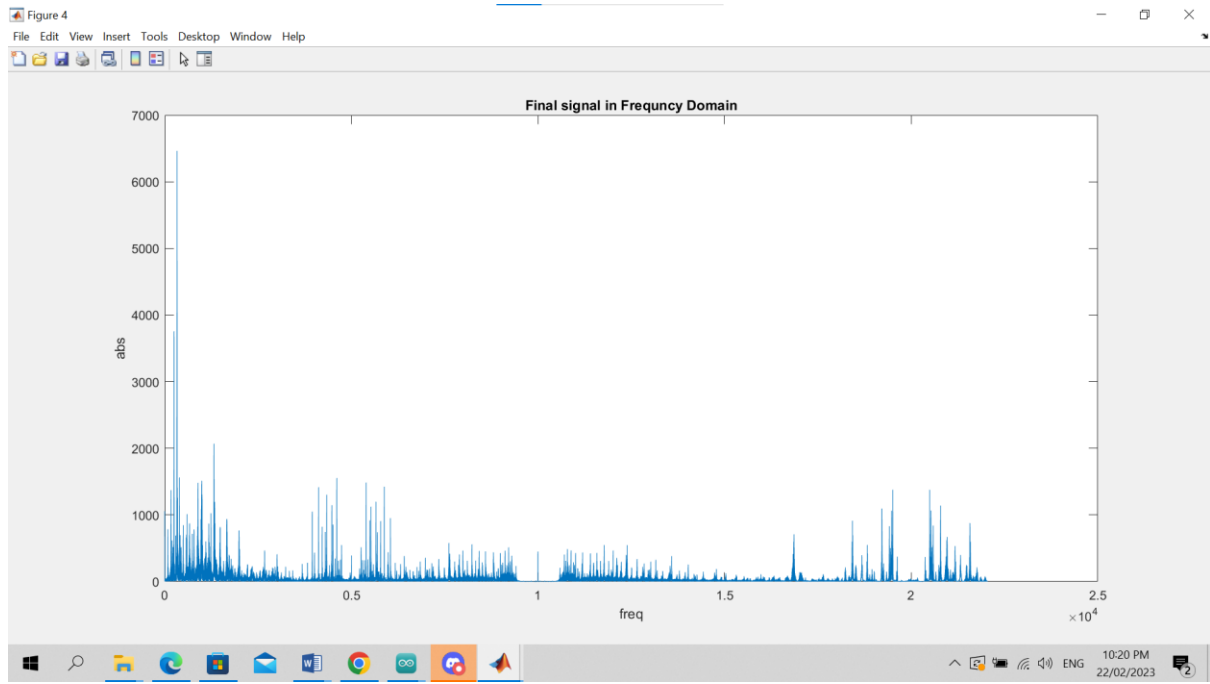 Figure 4
File Edit View Insert Tools Desktop Window Help
Final signal in Frequncy Domain
7000
6000
5000
4000
3000
2000
1000
0
abs
0 0.5 1 1.5 2 2.5
freq
×10^4
ENG
10:20 PM
22/02/2023
2